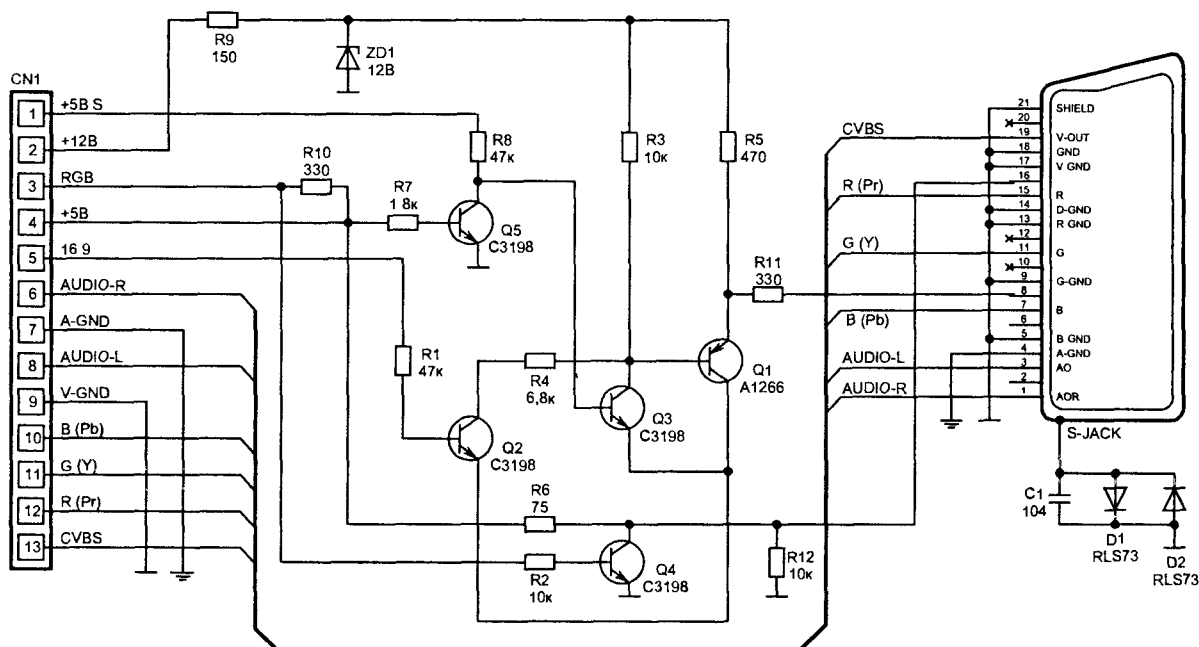 R9
150
ZD1
12В
CN1
1 +5В S
2 +12В
3 RGB
4 +5В
5 16 9
6 AUDIO-R
7 A-GND
8 AUDIO-L
9 V-GND
10 B (Pb)
11 G (Y)
12 R (Pr)
13 CVBS
R10
330
R7
1 8к
R8
47к
Q5
C3198
R3
10к
R5
470
R11
330
R1
47к
R4
6,8к
Q1
A1266
Q2
C3198
Q3
C3198
R6
75
R2
10к
Q4
C3198
R12
10к
CVBS
R (Pr)
G (Y)
B (Pb)
AUDIO-L
AUDIO-R
21 SHIELD
20
19 V-OUT
18 GND
17 V GND
16
15 R
14 D-GND
13 R GND
12
11 G
10
9 G-GND
8
7 B
6
5 B GND
4 A-GND
3 AO
2
1 AOR
S-JACK
C1
104
D1
RLS73
D2
RLS73